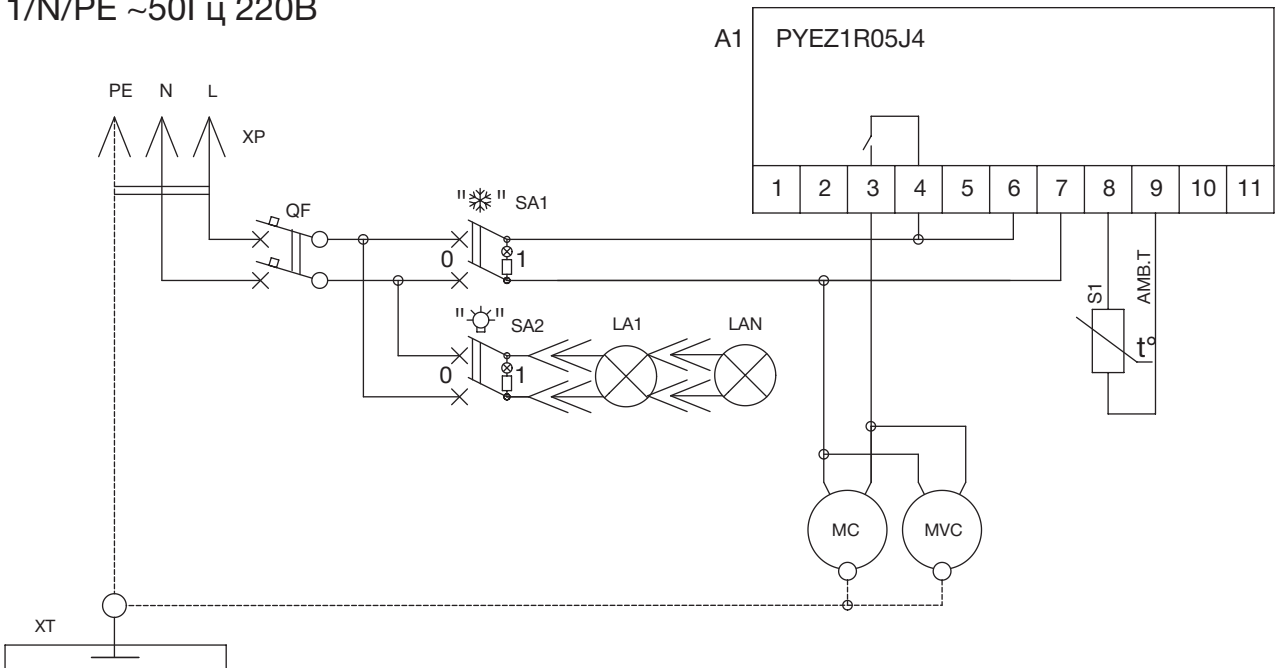 1/N/PE ~50Гц 220В
A1 PYEZ1R05J4
PE N L
XP
1 2 3 4 5 6 7 8 9 10 11
QF
" " SA1
0 1
" " SA2
LA1
LAN
0 1
S1
AMB.T
t°
MC
MVC
XT